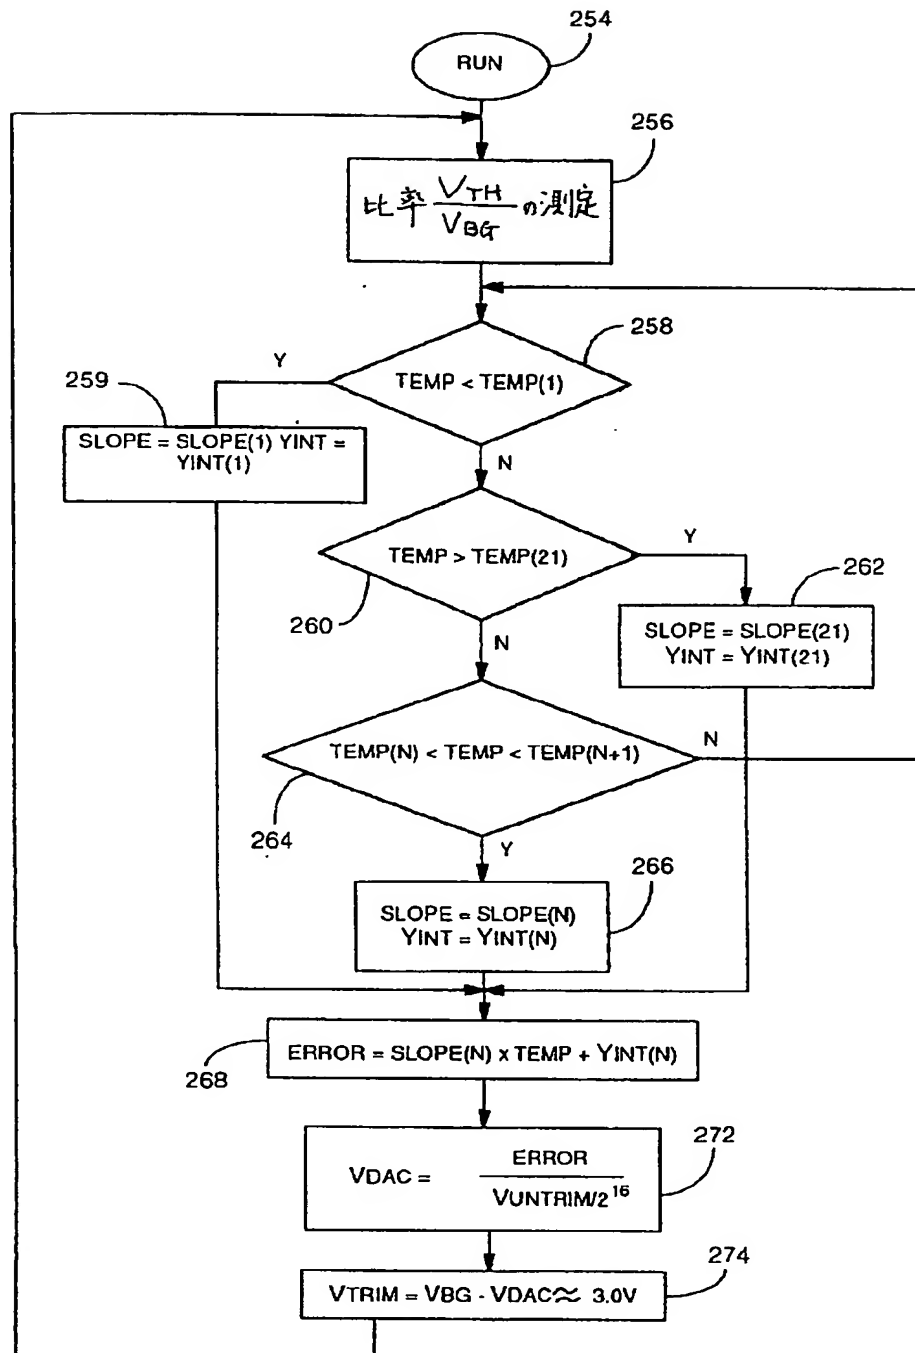 254
RUN
256
比率 VTH
VBG の測定
258
Y
TEMP < TEMP(1)
259
SLOPE = SLOPE(1) YINT =
YINT(1)
N
TEMP > TEMP(21)
Y
260
262
SLOPE = SLOPE(21)
YINT = YINT(21)
N
TEMP(N) < TEMP < TEMP(N+1)
N
264
Y
266
SLOPE = SLOPE(N)
YINT = YINT(N)
ERROR = SLOPE(N) x TEMP + YINT(N)
268
272
VDAC = ERROR
VUNTRIM/2^16
274
VTRIM = VBG - VDAC ≈ 3.0V